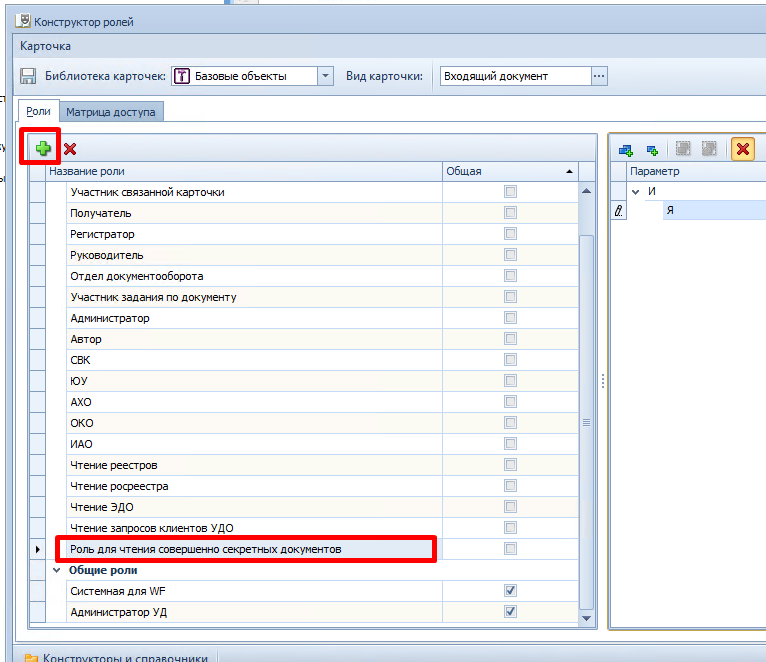 Конструктор ролей
Карточка
Библиотека карточек: Базовые объекты Вид карточки: Входящий документ
Роли Матрица доступа
Название роли Общая
Участник связанной карточки
Получатель
Регистратор
Руководитель
Отдел документооборота
Участник задания по документу
Администратор
Автор
СВК
ЮУ
АХО
ОКО
ИАО
Чтение реестров
Чтение росреестра
Чтение ЭДО
Чтение запросов клиентов УДО
Роль для чтения совершенно секретных документов
Общие роли
Системная для WF
Администратор УД
Параметр
И
Я
Конструкторы и справочники